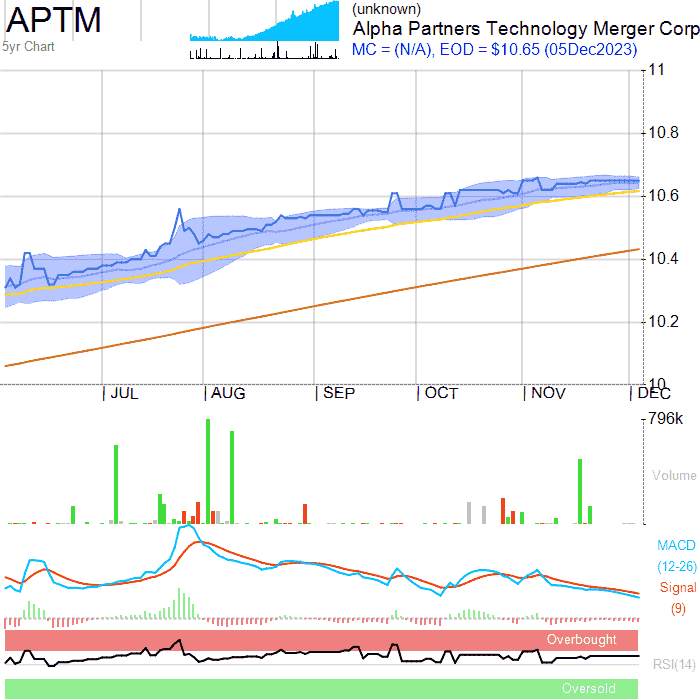 APTM
5yr Chart
(unknown)
Alpha Partners Technology Merger Corp
MC = (N/A), EOD = $10.65 (05Dec2023)
11
10.8
10.6
10.4
10.2
10
JUL AUG SEP OCT NOV DEC
796k
Volume
MACD
(12-26)
Signal
(9)
Overbought
RSI(14)
Oversold